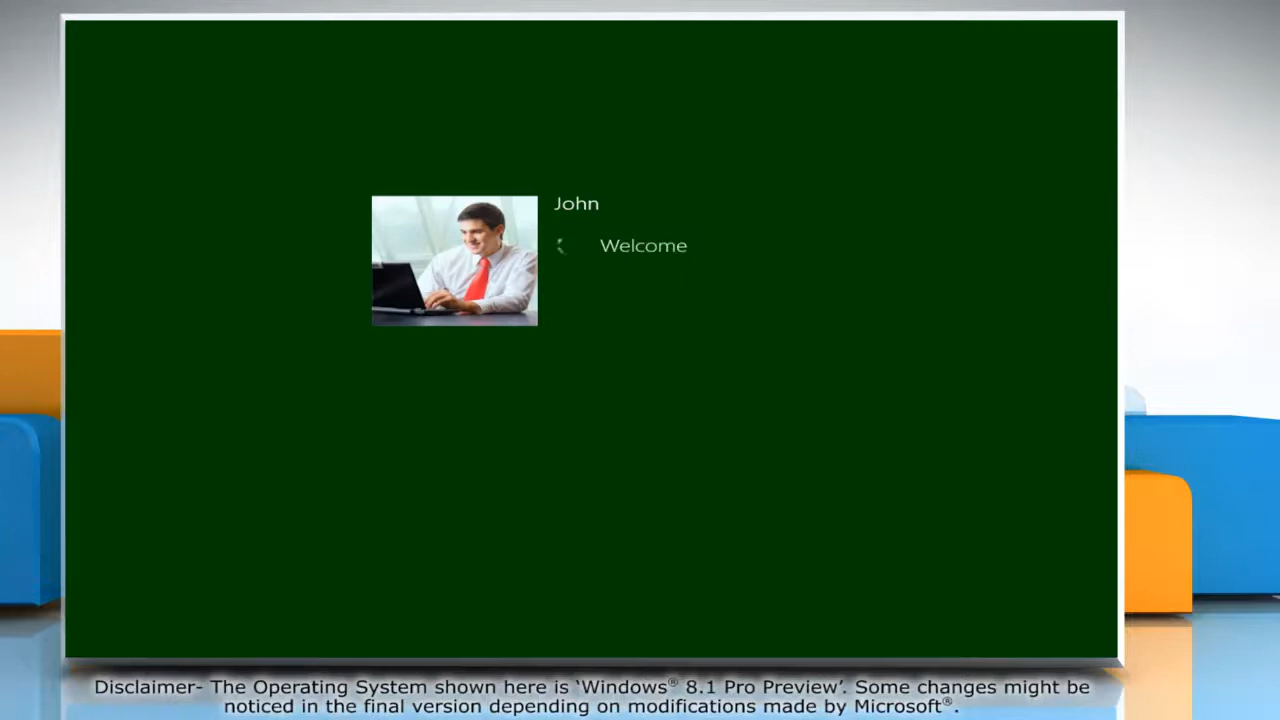 John
Welcome
Disclaimer- The Operating System shown here is ‘Windows® 8.1 Pro Preview’. Some changes might be
noticed in the final version depending on modifications made by Microsoft®.